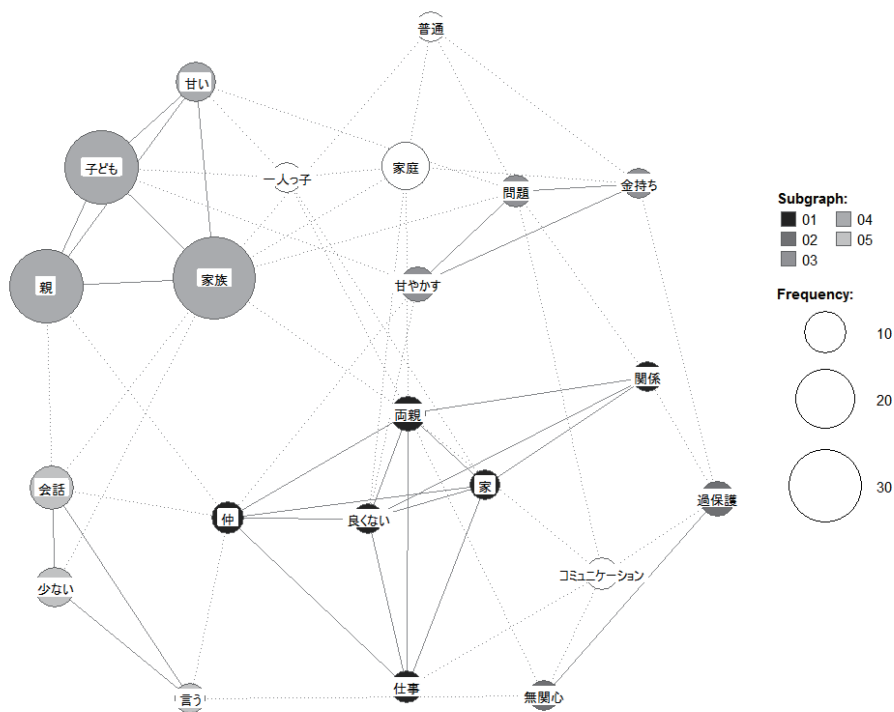 普通
甘い
子ども
一人っ子
家庭
問題
金持ち
親
家族
甘やかす
関係
両親
会話
仲
良くない
家
過保護
少ない
コミュニケーション
言う
仕事
無関心
Subgraph:
01 04
02 05
03
Frequency:
10
20
30